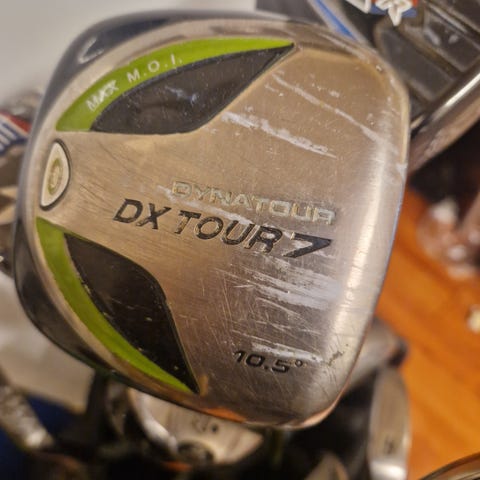 MAX M.O.I.
DYNATOUR
DX TOUR 7
10.5°